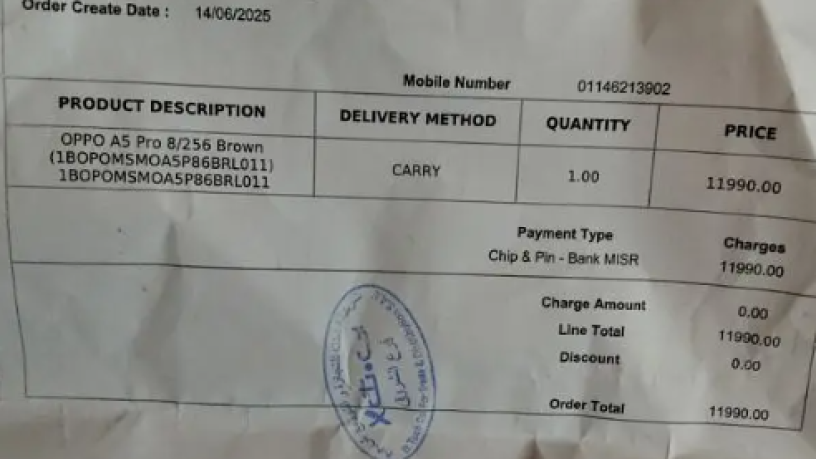 Order Create Date : 14/06/2025
Mobile Number 01146213902
PRODUCT DESCRIPTION DELIVERY METHOD QUANTITY PRICE
OPPO A5 Pro 8/256 Brown
(1BOPOMSMOA5P86BRL011)
1BOPOMSMOA5P86BRL011
CARRY 1.00 11990.00
Payment Type Charges
Chip & Pin - Bank MISR 11990.00
Charge Amount 0.00
Line Total 11990.00
Discount 0.00
Order Total 11990.00